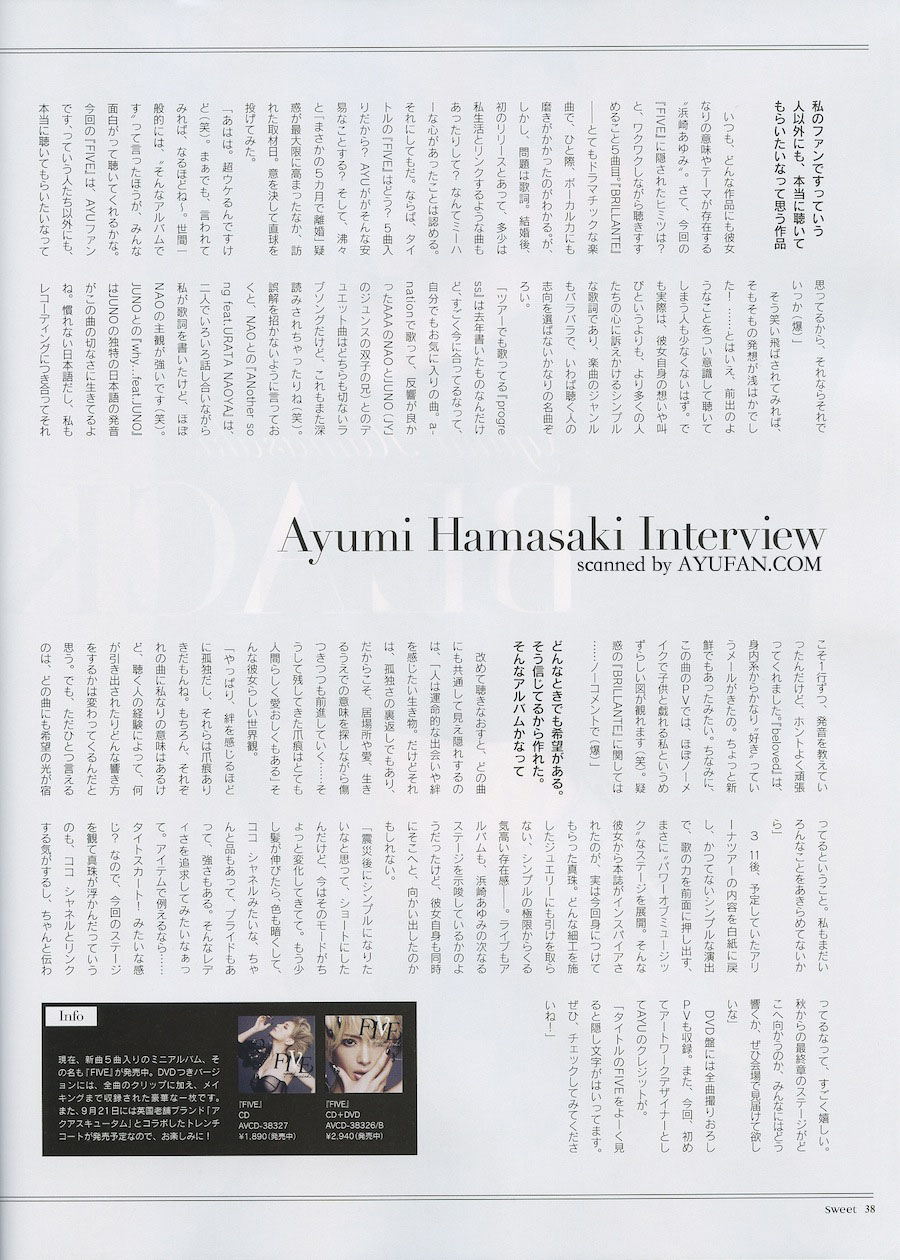 私のファンですっていう
人以外にも、本当に聴いて
もらいたいなって思う作品
いつも、どんな作品にも彼女
なりの意味やテーマが存在する
“浜崎あゆみ”。さて、今回の
『FIVE』に隠されたヒミツは？
と、ワクワクしながら聴きすす
めること5曲目。『BRILLANTE』
――とてもドラマチックな楽
曲で、ひと際、ボーカル力にも
磨きがかかったのがわかる。が、
しかし、問題は歌詞。結婚後、
初のリリースとあって、多少は
私生活とリンクするような曲も
あったりして？なんてミーハ
ーな心があったことは認める。
それにしてもだ。ならば、タイ
トルの『FIVE』はどう？5曲入
りだから？AYUがそんな安
易なことする？そして、沸々
と「まさかの5カ月で離婚」疑
惑が最大限に高まったなか、訪
れた取材日。意を決して直球を
投げてみた。
「あはは。超ウケるんですけ
ど（笑）。まぁでも、言われて
みれば、なるほどね〜。世間一
般的には、“そんなアルバムで
す”って言ったほうが、みんな
面白がって聴いてくれるかな。
今回の『FIVE』は、AYUファン
です、っていう人たち以外にも、
本当に聴いてもらいたいなって
思ってるから、それならそれで
いっか（爆）」
そう笑い飛ばされてみれば、
そもそもその発想が浅はかでし
た！……とはいえ、前出のよ
うなことをつい意識して聴いて
しまう人も少なくないはず。で
も実際は、彼女自身の想いや叫
びというよりも、より多くの人
たちの心に訴えかけるシンプル
な歌詞であり、楽曲のジャンル
もバラバラで、いわば聴く人の
志向を選ばないかなりの名曲ぞ
ろい。
「ツアーでも歌ってる『progre
ss』は去年書いたものなんだけ
ど、すごく今に合ってるなって、
自分でもお気に入りの曲。a-
nationで歌って、反響が良か
ったAAAのNAOとJUNO（JYJ
のジュンスの双子の兄）とのデ
ュエット曲はどちらも切ないラ
ブソングだけど、これもまた深
読みされちゃったりね（笑）。
誤解を招かないように言ってお
くと、NAOとの『ANother so
ng feat.URATA NAOYA』は、
二人でいろいろ話し合いながら
私が歌詞を書いたけど、ほぼ
NAOの主観が強いです（笑）。
JUNOとの『why...feat.JUNO』
はJUNOの独特の日本語の発音
がこの曲の切なさに生きてるよ
ね。慣れない日本語だし、私も
レコーディングにつき合ってそれ
Ayumi Hamasaki Interview
scanned by AYUFAN.COM
こそ一行ずつ、発音を教えてい
ったんだけど、ホントよく頑張
ってくれました。『beloved』は、
身内系からかなり“好き”ってい
うメールがきたの。ちょっと新
鮮でもあったみたい。ちなみに、
この曲のPVでは、ほぼノーメ
イクで子供と戯れる私というめ
ずらしい図が観れます（笑）。疑
惑の『BRILLANTE』に関しては
……ノーコメントで（爆）」
どんなときでも希望がある。
そう信じてるから作れた。
そんなアルバムかなって
改めて聴きなおすと、どの曲
にも共通して見え隠れするの
は、「人は運命的な出会いや絆
を感じたい生き物。だけどそれ
は、孤独さの裏返しでもあり、
だからこそ、居場所や愛、生き
るうえでの意味を探しながら傷
つきつつも前進していく……そ
うして残してきた爪痕はとても
人間らしく愛おしくもある」そ
んな彼女らしい世界観。
「やっぱり、絆を感じるほど
に孤独だし、それらは爪痕あり
きだもんね。もちろん、それぞ
れの曲に私なりの意味はあるけ
ど、聴く人の経験によって、何
が引き出されたりどんな響き方
をするかは変わってくるんだと
思う。でも、ただひとつ言える
のは、どの曲にも希望の光が宿
ってるということ。私もまだい
ろんなことをあきらめてないか
ら」
3．11後、予定していたアリ
ーナツアーの内容を白紙に戻
し、かつてないシンプルな演出
で、歌の力を前面に押し出す、
まさに“パワーオブミュージッ
ク”なステージを展開。そんな
彼女から本誌がインスパイアさ
れたのが、実は今回身につけて
もらった真珠。どんな細工を施
したジュエリーにも引けを取ら
ない、シンプルの極限からくる
気高い存在感――。ライブもア
ルバムも、浜崎あゆみの次なる
ステージを示唆しているかのよ
うだったけど、彼女自身も同時
にそこへと、向かい出したのか
もしれない。
「震災後にシンプルになりた
いなと思って、ショートにした
んだけど、今はそのモードがち
ょっと変化してきてて。もう少
し髪が伸びたら、色も暗くして、
ココ シャネルみたいな、ちゃ
んと品もあって、プライドもあ
って、強さもある。そんなレデ
ィさを追求してみたいなぁっ
て。アイテムで例えるなら……
タイトスカート！みたいな感
じ？なので、今回のステージ
を観て真珠が浮かんだっていう
のも、ココ シャネルとリンク
する気がするし、ちゃんと伝わ
ってるなって、すごく嬉しい。
秋からの最終章のステージがど
こへ向かうのか、みんなにはどう
響くか、ぜひ会場で見届けて欲し
いな」
DVD盤には全曲撮りおろし
PVも収録。また、今回、初め
てアートワークデザイナーとし
てAYUのクレジットが。
「タイトルのFIVEをよーく見
ると隠し文字がはいってます。
ぜひ、チェックしてみてくださ
いね！」
Info
現在、新曲5曲入りのミニアルバム、そ
の名も『FIVE』が発売中。DVDつきバージ
ョンには、全曲のクリップに加え、メイ
キングまで収録された豪華な一枚です。
また、9月21日には英国老舗ブランド「ア
クアスキュータム」とコラボしたトレンチ
コートが発売予定なので、お楽しみに！
FIVE
『FIVE』
CD
AVCD-38327
¥1,890（発売中）
FIVE
『FIVE』
CD+DVD
AVCD-38326/B
¥2,940（発売中）
sweet 38